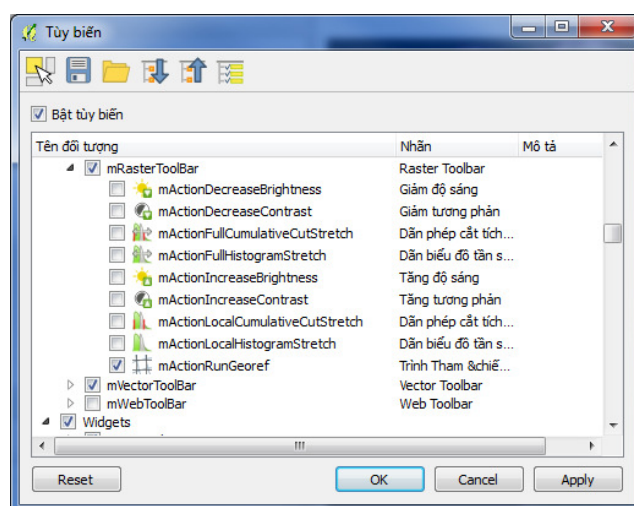 Tùy biến
Bật tùy biến
Tên đối tượng Nhãn Mô tả
mRasterToolBar Raster Toolbar
mActionDecreaseBrightness Giảm độ sáng
mActionDecreaseContrast Giảm tương phản
mActionFullCumulativeCutStretch Dãn phép cắt tích...
mActionFullHistogramStretch Dãn biểu đồ tần s...
mActionIncreaseBrightness Tăng độ sáng
mActionIncreaseContrast Tăng tương phản
mActionLocalCumulativeCutStretch Dãn phép cắt tích...
mActionLocalHistogramStretch Dãn biểu đồ tần s...
mActionRunGeoref Trình Tham &chiế...
mVectorToolBar Vector Toolbar
mWebToolBar Web Toolbar
Widgets
Reset OK Cancel Apply